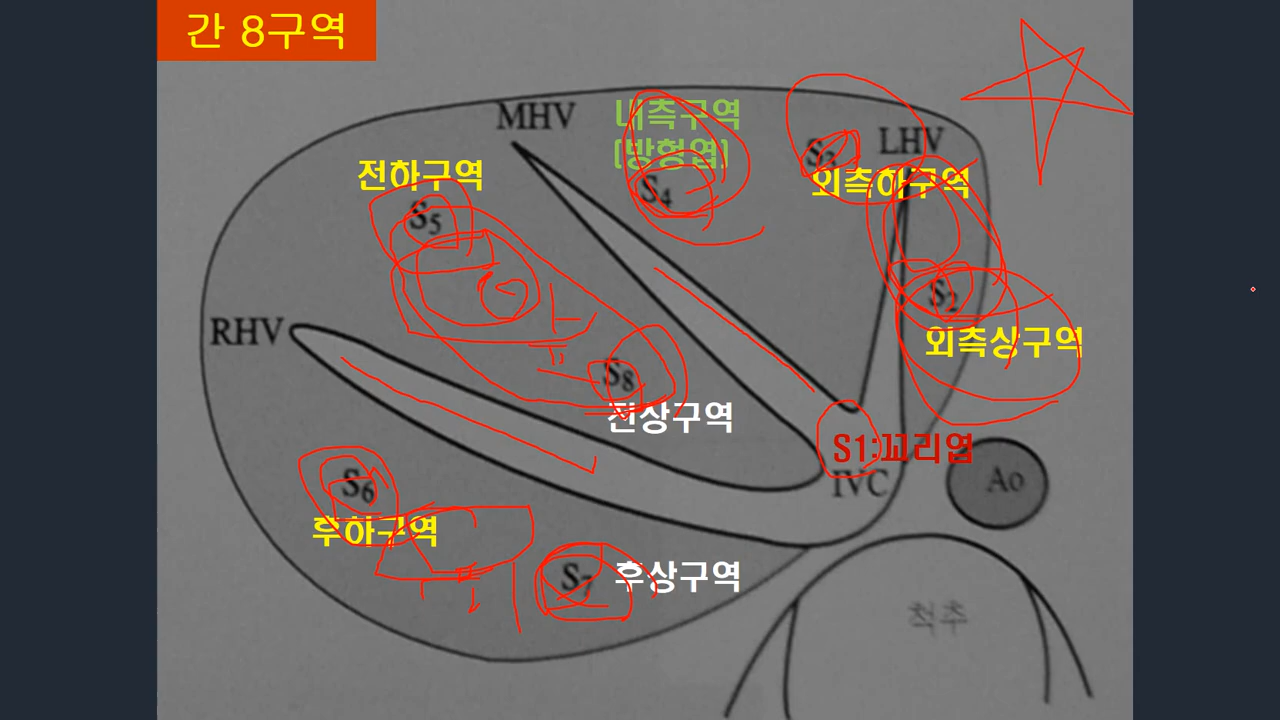 간 8구역
MHV
내측구역
(방형엽)
S3
LHV
외측하구역
전하구역
S5
S4
S2
외측상구역
RHV
S8
전상구역
S1:꼬리엽
IVC
Ao
S6
후하구역
S7
후상구역
척추